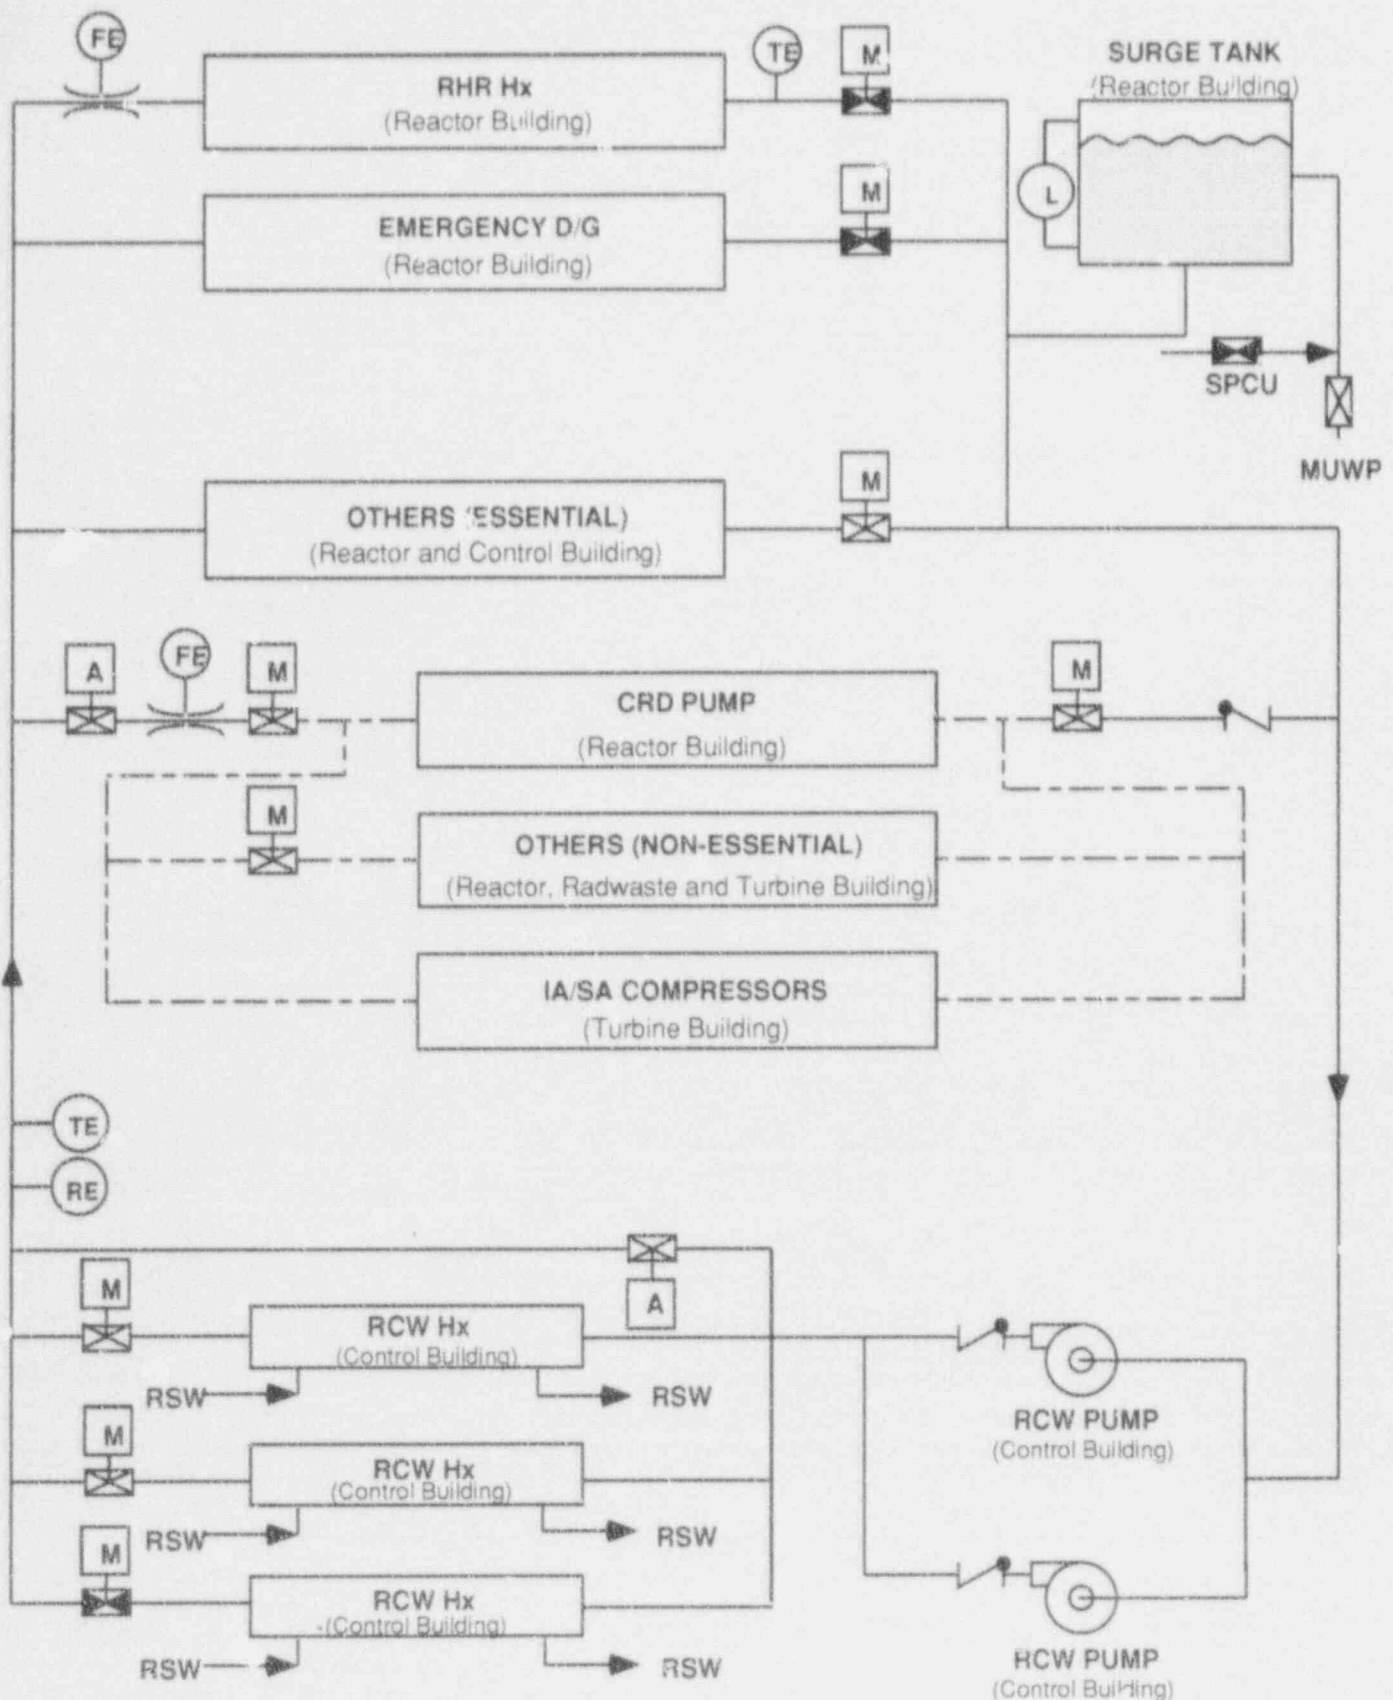 FE
TE
M
SURGE TANK
(Reactor Building)
RHR Hx
(Reactor Building)
M
L
EMERGENCY D/G
(Reactor Building)
SPCU
MUWP
M
OTHERS (ESSENTIAL)
(Reactor and Control Building)
A
FE
M
M
CRD PUMP
(Reactor Building)
M
OTHERS (NON-ESSENTIAL)
(Reactor, Radwaste and Turbine Building)
IA/SA COMPRESSORS
(Turbine Building)
TE
RE
M
A
RCW Hx
(Control Building)
RSW
RSW
RCW PUMP
(Control Building)
M
RCW Hx
(Control Building)
RSW
RSW
M
RCW Hx
-(Control Building)
RSW
RSW
RCW PUMP
(Control Building)